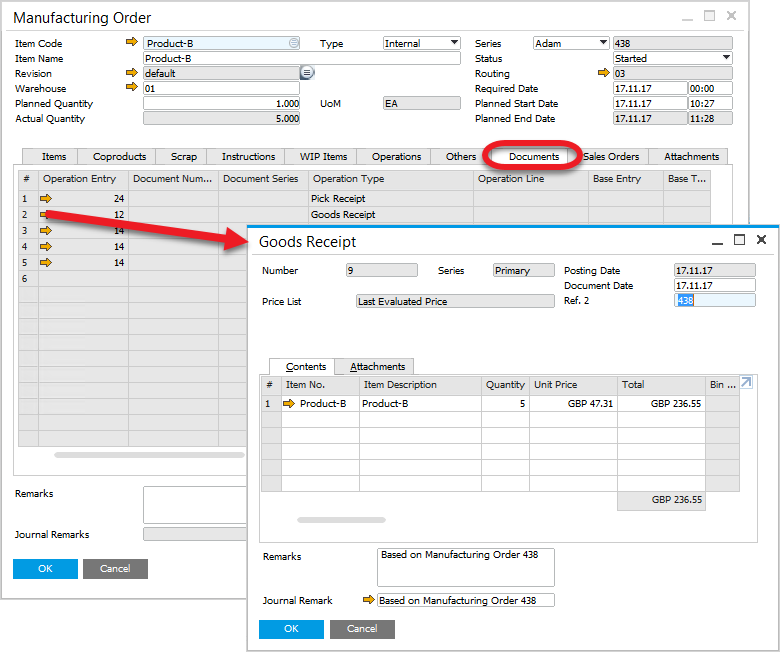 Manufacturing Order
Item Code Product-B Type Internal Series Adam 438
Item Name Product-B Status Started
Revision default Routing 03
Warehouse 01 Required Date 17.11.17 00:00
Planned Quantity 1.000 UoM EA Planned Start Date 17.11.17 10:27
Actual Quantity 5.000 Planned End Date 17.11.17 11:28
Items Coproducts Scrap Instructions WIP Items Operations Others Documents Sales Orders Attachments
# Operation Entry Document Num... Document Series Operation Type Operation Line Base Entry Base T...
1 24 Pick Receipt
2 12 Goods Receipt
3 14
4 14
5 14
6
Remarks
Journal Remarks
OK Cancel
Goods Receipt
Number 9 Series Primary Posting Date 17.11.17
Document Date 17.11.17
Price List Last Evaluated Price Ref. 2 438
Contents Attachments
# Item No. Item Description Quantity Unit Price Total Bin ...
1 Product-B Product-B 5 GBP 47.31 GBP 236.55
GBP 236.55
Remarks Based on Manufacturing Order 438
Journal Remark Based on Manufacturing Order 438
OK Cancel